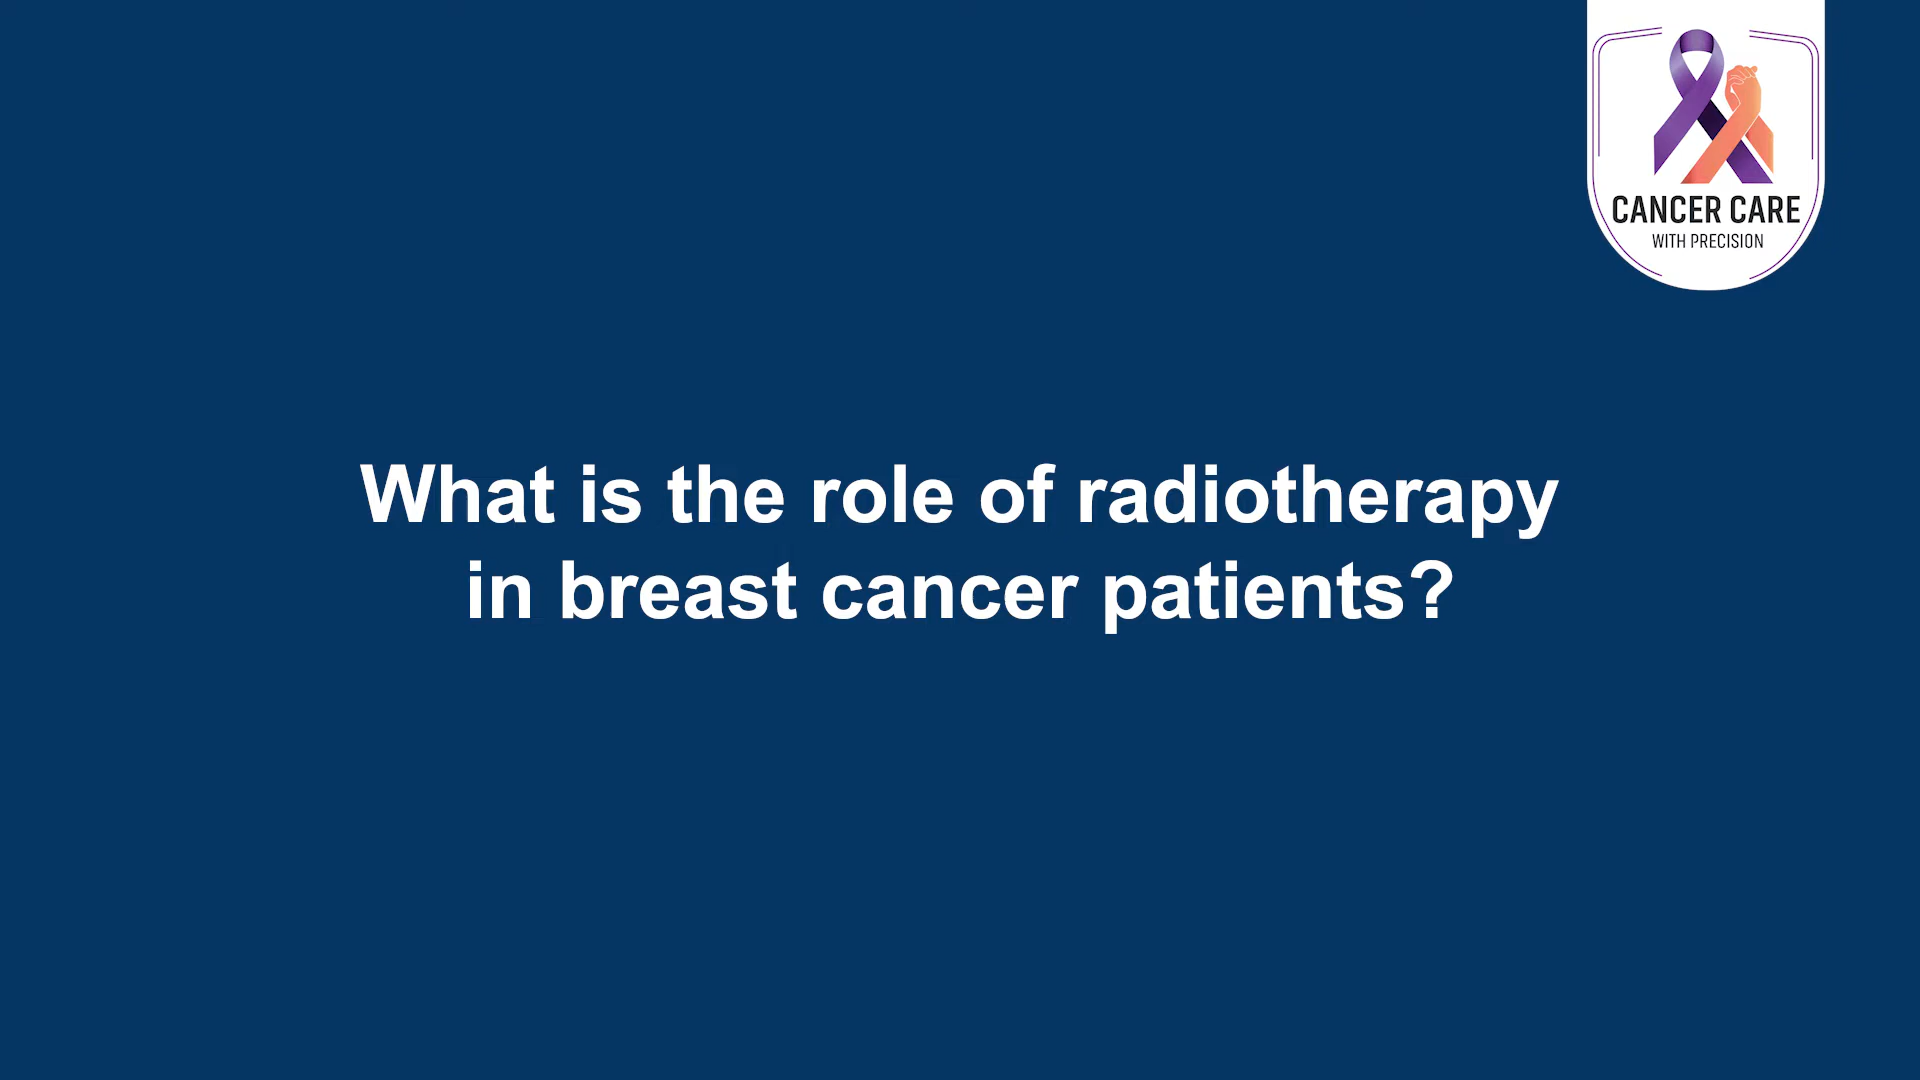 CANCER CARE
WITH PRECISION
What is the role of radiotherapy
in breast cancer patients?